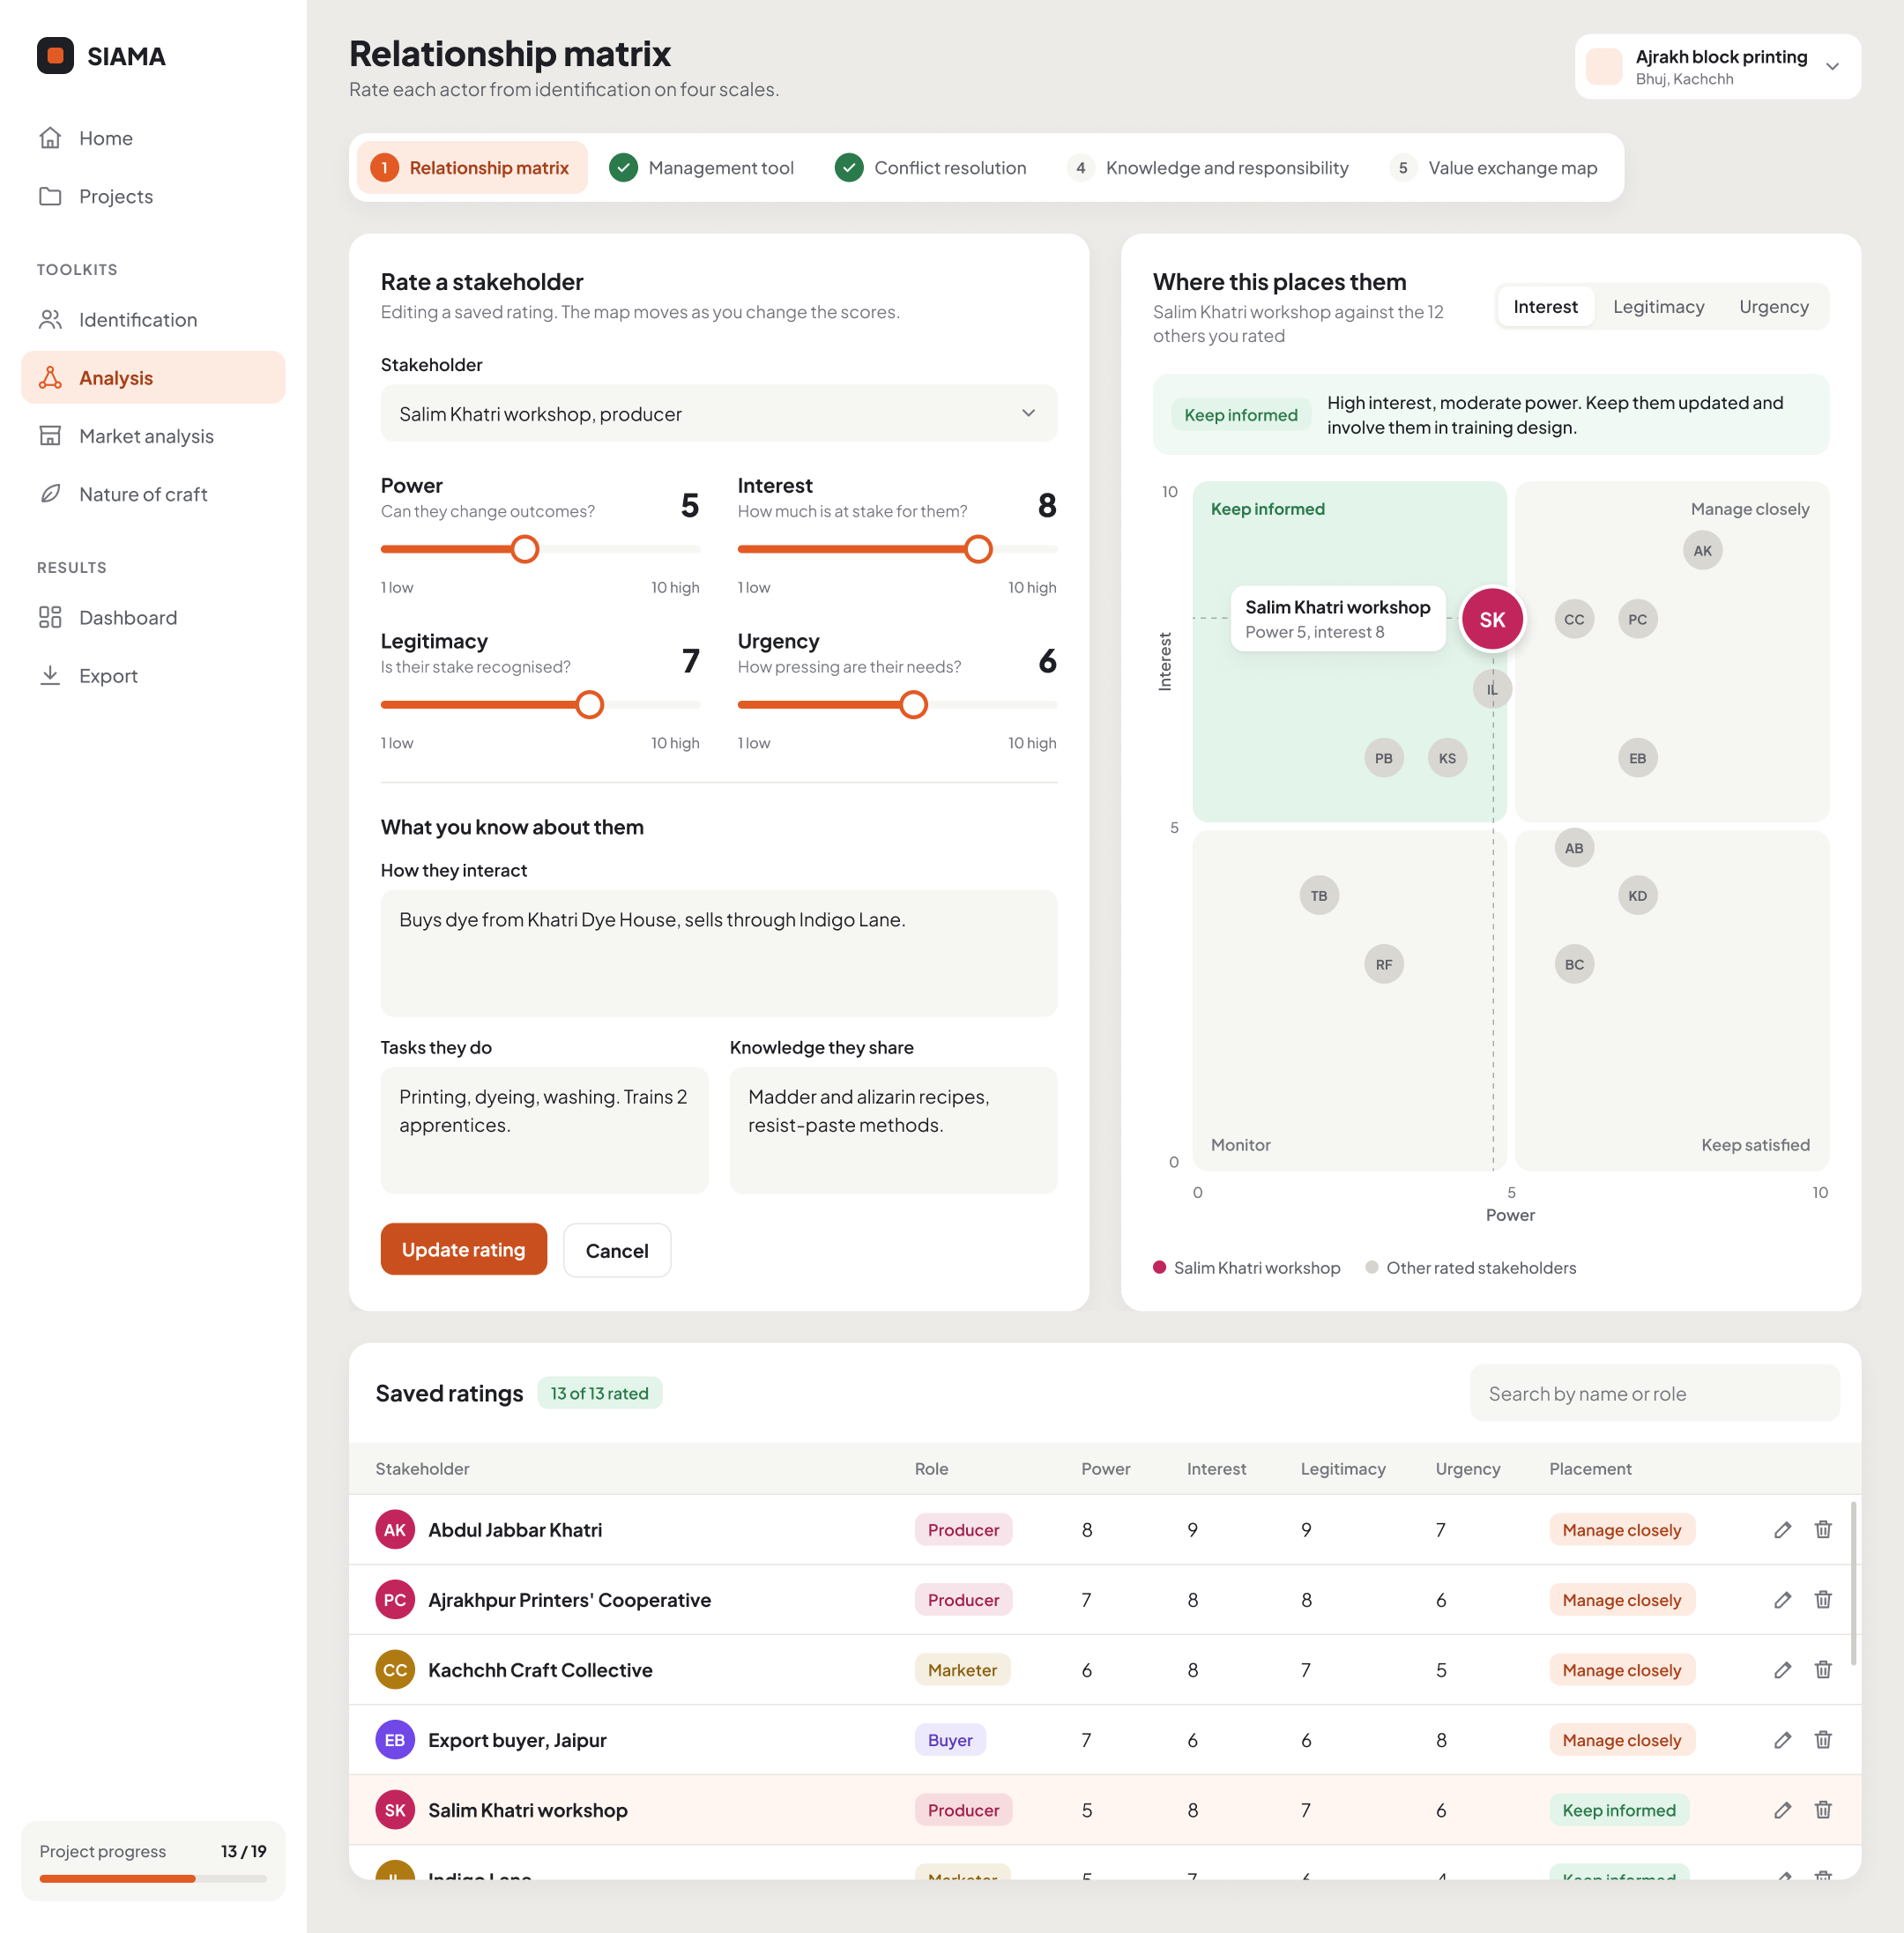 SIAMA
Home
Projects
TOOLKITS
Identification
Analysis
Market analysis
Nature of craft
RESULTS
Dashboard
Export
Project progress 13 / 19
Relationship matrix
Rate each actor from identification on four scales.
Ajrakh block printing
Bhuj, Kachchh
1 Relationship matrix
Management tool
Conflict resolution
4 Knowledge and responsibility
5 Value exchange map
Rate a stakeholder
Editing a saved rating. The map moves as you change the scores.
Stakeholder
Salim Khatri workshop, producer
Power
Can they change outcomes?
5
1 low 10 high
Interest
How much is at stake for them?
8
1 low 10 high
Legitimacy
Is their stake recognised?
7
1 low 10 high
Urgency
How pressing are their needs?
6
1 low 10 high
What you know about them
How they interact
Buys dye from Khatri Dye House, sells through Indigo Lane.
Tasks they do
Printing, dyeing, washing. Trains 2
apprentices.
Knowledge they share
Madder and alizarin recipes,
resist-paste methods.
Update rating
Cancel
Where this places them
Salim Khatri workshop against the 12
others you rated
Interest Legitimacy Urgency
Keep informed
High interest, moderate power. Keep them updated and
involve them in training design.
10
Keep informed
Manage closely
AK
Salim Khatri workshop
Power 5, interest 8
SK
CC
PC
Interest
IL
PB
KS
EB
5
AB
TB
KD
RF
BC
Monitor
Keep satisfied
0
0 5 10
Power
Salim Khatri workshop
Other rated stakeholders
Saved ratings
13 of 13 rated
Search by name or role
Stakeholder Role Power Interest Legitimacy Urgency Placement
AK Abdul Jabbar Khatri Producer 8 9 9 7 Manage closely
PC Ajrakhpur Printers' Cooperative Producer 7 8 8 6 Manage closely
CC Kachchh Craft Collective Marketer 6 8 7 5 Manage closely
EB Export buyer, Jaipur Buyer 7 6 6 8 Manage closely
SK Salim Khatri workshop Producer 5 8 7 6 Keep informed
IL Indigo Lane Marketer 5 7 6 4 Keep informed